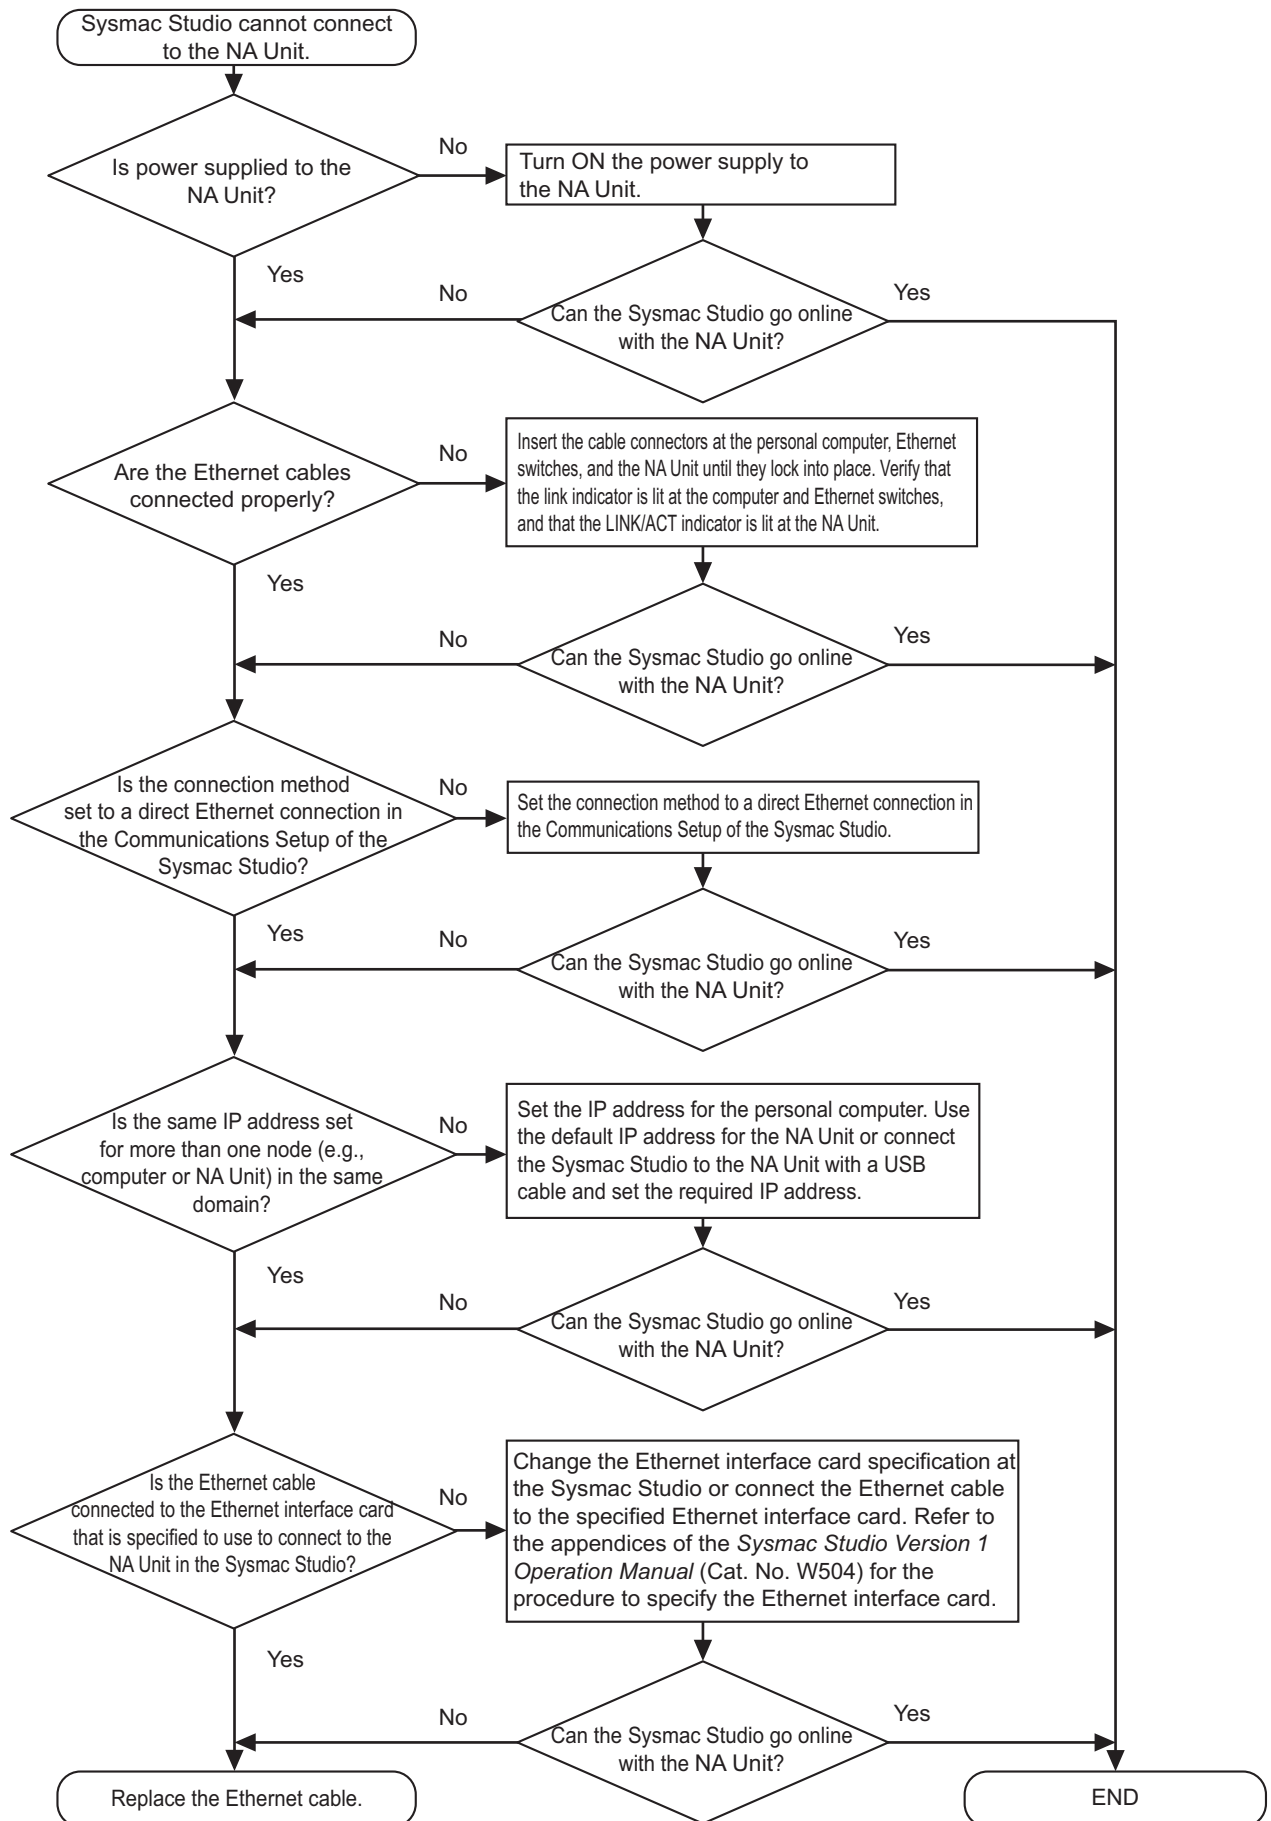 Sysmac Studio cannot connect
to the NA Unit.
Is power supplied to the
NA Unit?
No
Turn ON the power supply to
the NA Unit.
Yes
No
Can the Sysmac Studio go online
with the NA Unit?
Yes
Are the Ethernet cables
connected properly?
No
Insert the cable connectors at the personal computer, Ethernet
switches, and the NA Unit until they lock into place. Verify that
the link indicator is lit at the computer and Ethernet switches,
and that the LINK/ACT indicator is lit at the NA Unit.
Yes
No
Can the Sysmac Studio go online
with the NA Unit?
Yes
Is the connection method
set to a direct Ethernet connection in
the Communications Setup of the
Sysmac Studio?
No
Set the connection method to a direct Ethernet connection in
the Communications Setup of the Sysmac Studio.
Yes
No
Can the Sysmac Studio go online
with the NA Unit?
Yes
Is the same IP address set
for more than one node (e.g.,
computer or NA Unit) in the same
domain?
No
Set the IP address for the personal computer. Use
the default IP address for the NA Unit or connect
the Sysmac Studio to the NA Unit with a USB
cable and set the required IP address.
Yes
No
Can the Sysmac Studio go online
with the NA Unit?
Yes
Is the Ethernet cable
connected to the Ethernet interface card
that is specified to use to connect to the
NA Unit in the Sysmac Studio?
No
Change the Ethernet interface card specification at
the Sysmac Studio or connect the Ethernet cable
to the specified Ethernet interface card. Refer to
the appendices of the Sysmac Studio Version 1
Operation Manual (Cat. No. W504) for the
procedure to specify the Ethernet interface card.
Yes
No
Can the Sysmac Studio go online
with the NA Unit?
Yes
Replace the Ethernet cable.
END